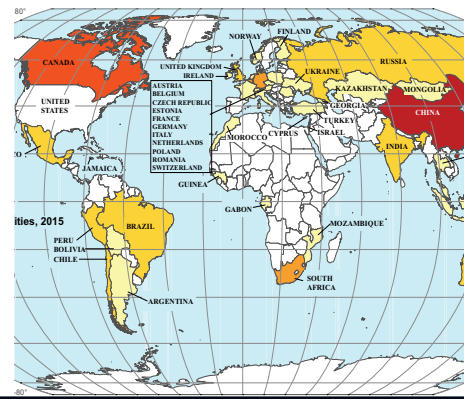 NORWAY
FINLAND
CANADA
RUSSIA
UNITED KINGDOM
IRELAND
UKRAINE
AUSTRIA
BELGIUM
CZECH REPUBLIC
ESTONIA
FRANCE
GERMANY
ITALY
NETHERLANDS
POLAND
ROMANIA
SWITZERLAND
KAZAKHSTAN
MONGOLIA
UNITED
STATES
GEORGIA
CHINA
TURKEY
MOROCCO
CYPRUS
ISRAEL
INDIA
JAMAICA
GUINEA
GABON
ities, 2015
BRAZIL
MOZAMBIQUE
PERU
BOLIVIA
CHILE
SOUTH
AFRICA
ARGENTINA
-80°